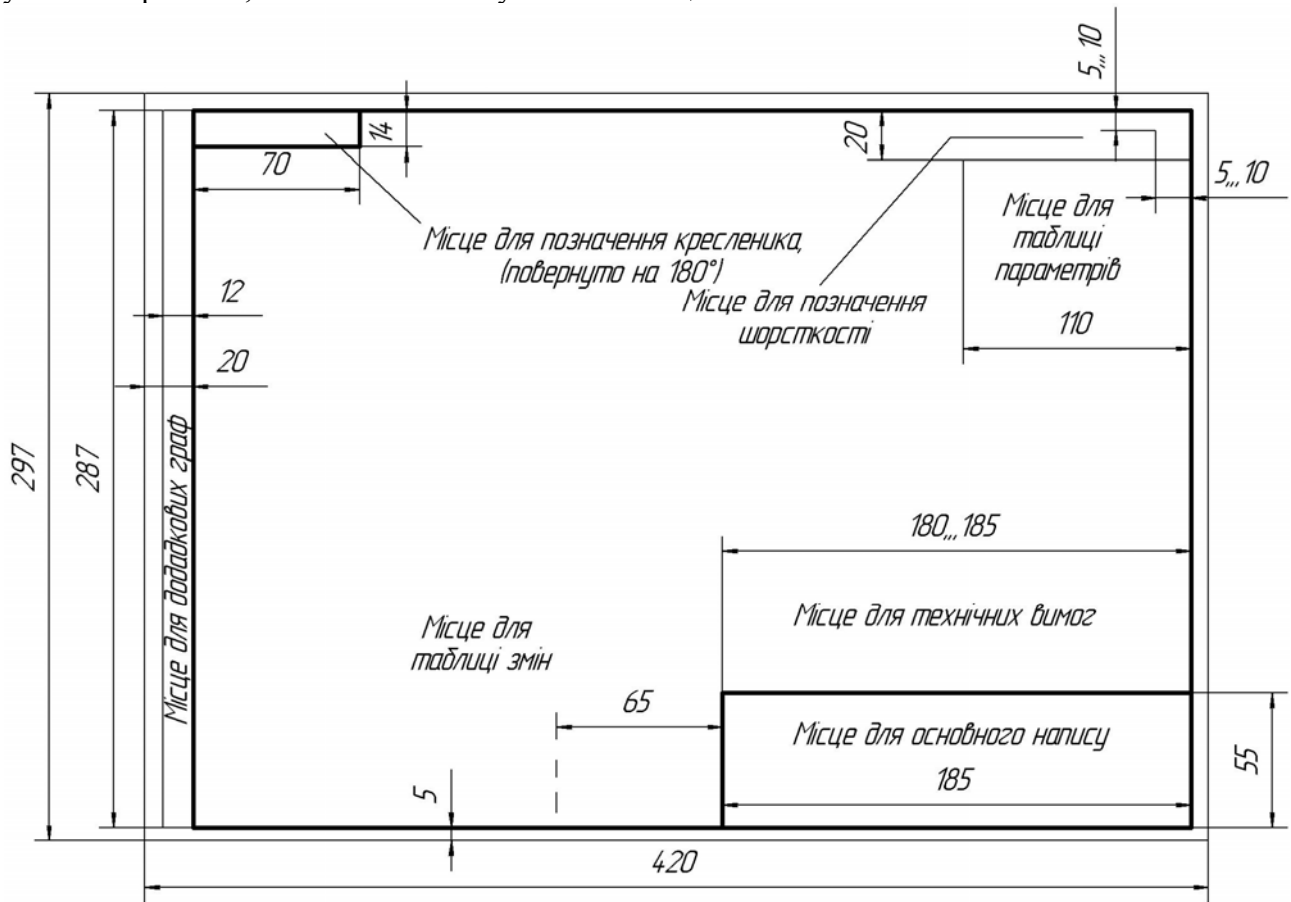 5„,10
297
287
14
70
20
5„,10
Місце для
таблиці
параметрів
Місце для позначення кресленика,
(повернуто на 180°)
Місце для позначення
шорсткості
12
110
20
Місце для додадкових граф
180„,185
Місце для технічних вимог
Місце для
таблиці змін
65
Місце для основного напису
185
55
5
420